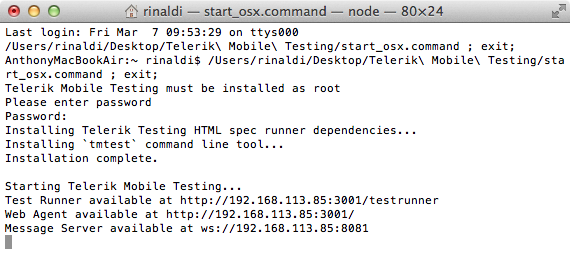 rinaldi — start_osx.command — node — 80×24
Last login: Fri Mar  7 09:53:29 on ttys000
/Users/rinaldi/Desktop/Telerik\ Mobile\ Testing/start_osx.command ; exit;
AnthonyMacBookAir:~ rinaldi$ /Users/rinaldi/Desktop/Telerik\ Mobile\ Testing/sta
rt_osx.command ; exit;
Telerik Mobile Testing must be installed as root
Please enter password
Password:
Installing Telerik Testing HTML spec runner dependencies...
Installing `tmtest` command line tool...
Installation complete.

Starting Telerik Mobile Testing...
Test Runner available at http://192.168.113.85:3001/testrunner
Web Agent available at http://192.168.113.85:3001/
Message Server available at ws://192.168.113.85:8081